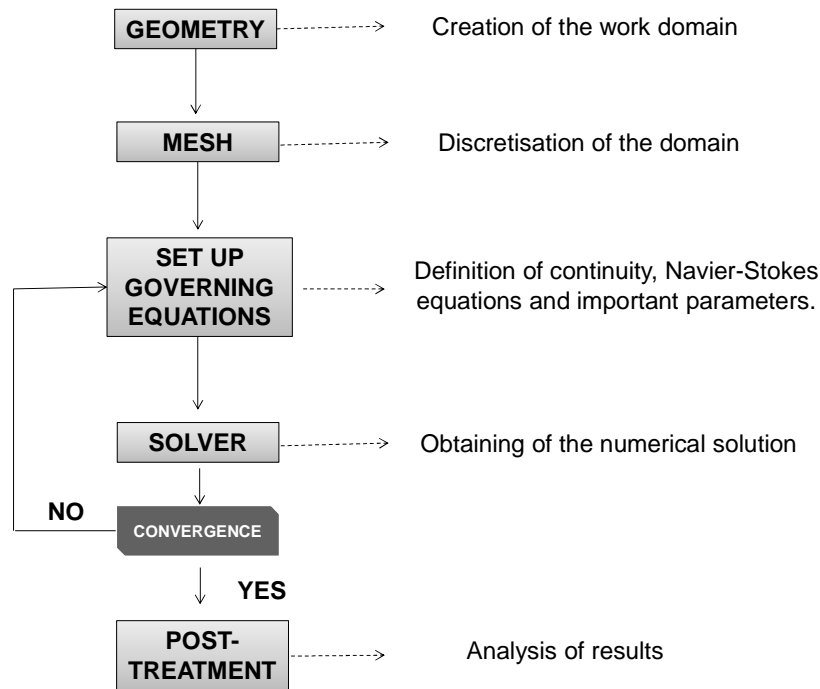 GEOMETRY
Creation of the work domain
MESH
Discretisation of the domain
SET UP
GOVERNING
EQUATIONS
Definition of continuity, Navier-Stokes
equations and important parameters.
SOLVER
Obtaining of the numerical solution
NO
CONVERGENCE
YES
POST-
TREATMENT
Analysis of results